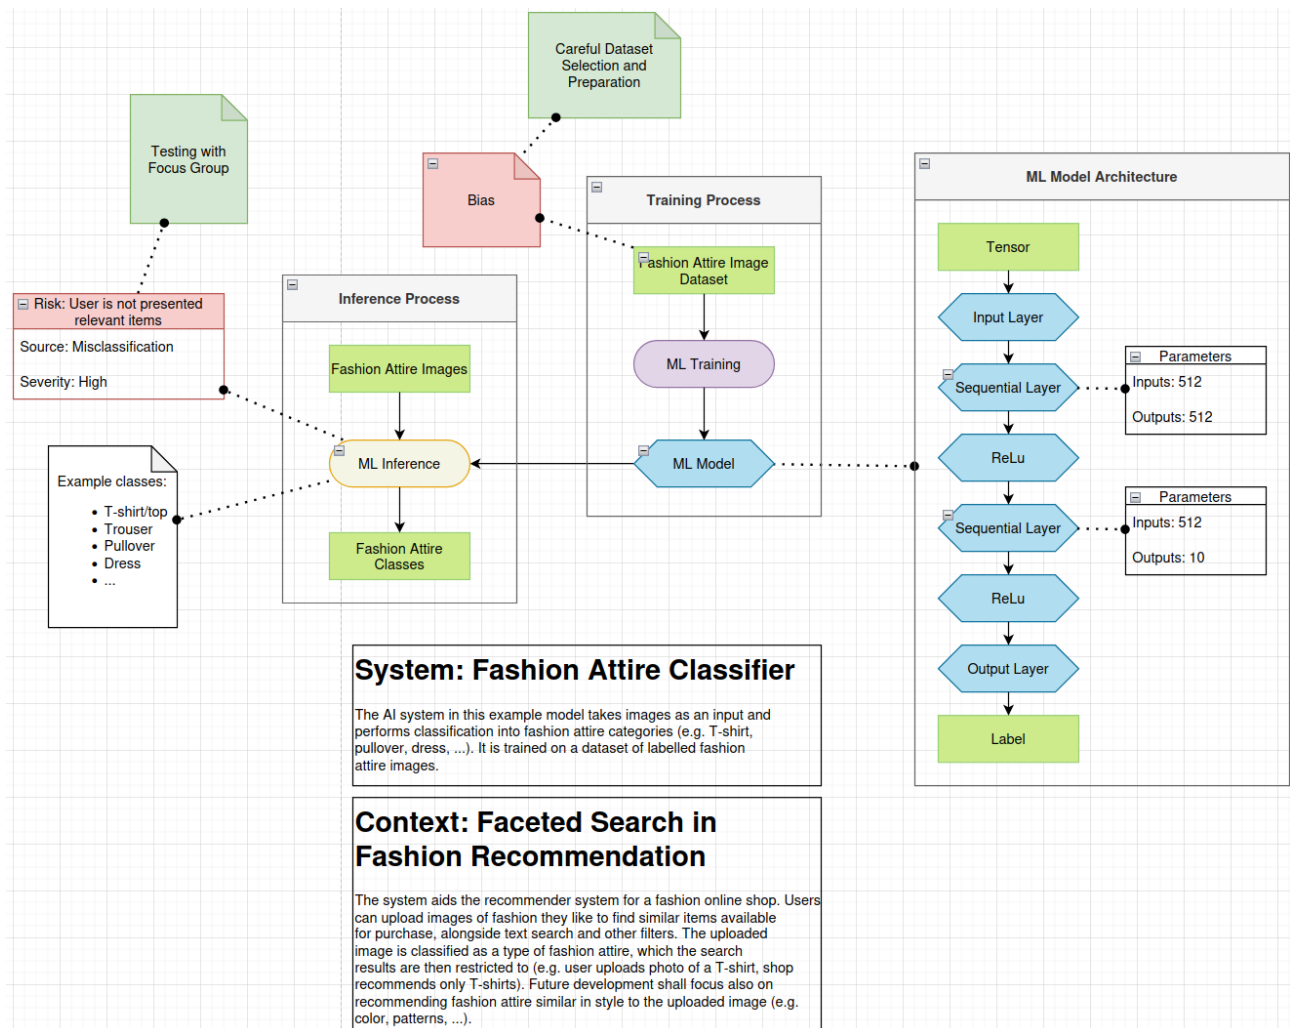 Careful Dataset
Selection and
Preparation
Testing with
Focus Group
Bias
Training Process
Fashion Attire Image
Dataset
ML Training
ML Model
Inference Process
Fashion Attire Images
ML Inference
Fashion Attire
Classes
Risk: User is not presented
relevant items
Source: Misclassification
Severity: High
Example classes:
• T-shirt/top
• Trouser
• Pullover
• Dress
• ...
ML Model Architecture
Tensor
Input Layer
Sequential Layer
Parameters
Inputs: 512
Outputs: 512
ReLu
Sequential Layer
Parameters
Inputs: 512
Outputs: 10
ReLu
Output Layer
Label
System: Fashion Attire Classifier
The AI system in this example model takes images as an input and
performs classification into fashion attire categories (e.g. T-shirt,
pullover, dress, ...). It is trained on a dataset of labelled fashion
attire images.
Context: Faceted Search in
Fashion Recommendation
The system aids the recommender system for a fashion online shop. Users
can upload images of fashion they like to find similar items available
for purchase, alongside text search and other filters. The uploaded
image is classified as a type of fashion attire, which the search
results are then restricted to (e.g. user uploads photo of a T-shirt, shop
recommends only T-shirts). Future development shall focus also on
recommending fashion attire similar in style to the uploaded image (e.g.
color, patterns, ...).